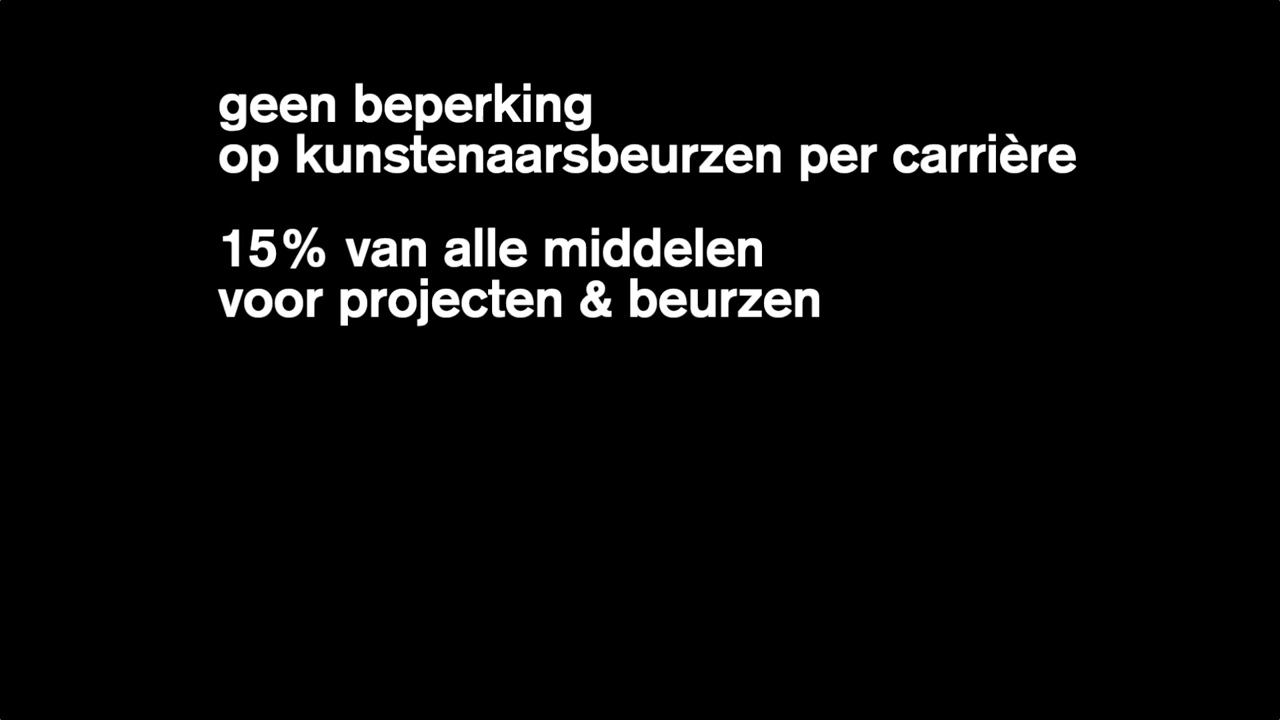 geen beperking
op kunstenaarsbeurzen per carrière
15% van alle middelen
voor projecten & beurzen